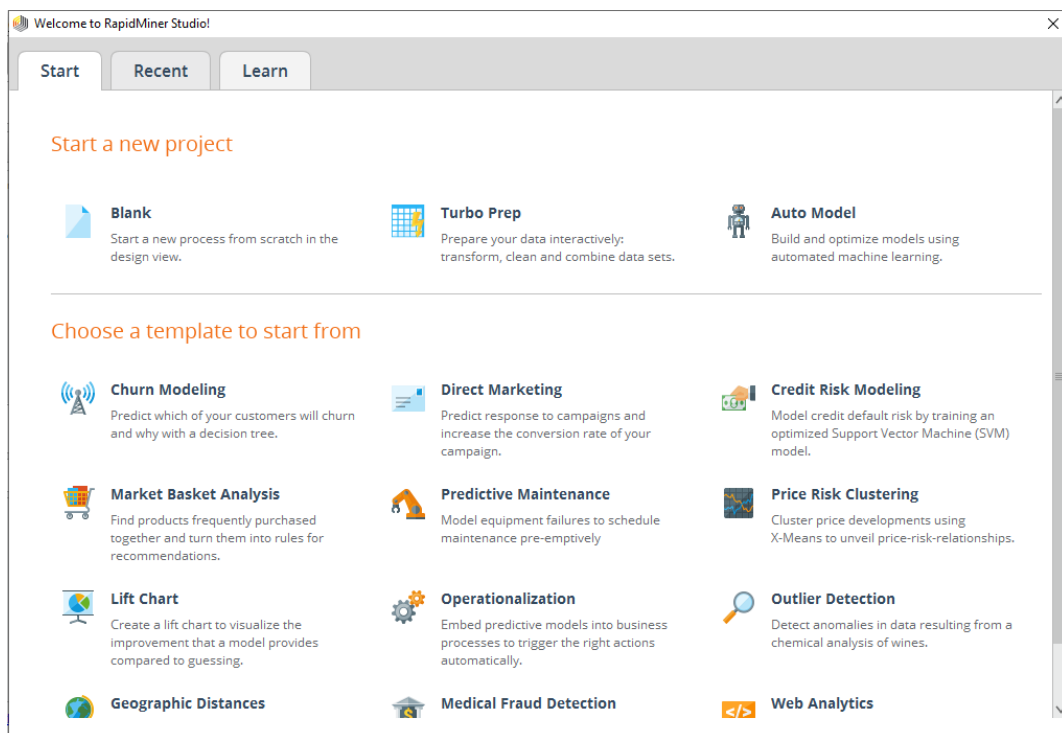 Welcome to RapidMiner Studio!
Start
Recent
Learn
Start a new project
Blank
Start a new process from scratch in the
design view.
Turbo Prep
Prepare your data interactively:
transform, clean and combine data sets.
Auto Model
Build and optimize models using
automated machine learning.
Choose a template to start from
Churn Modeling
Predict which of your customers will churn
and why with a decision tree.
Direct Marketing
Predict response to campaigns and
increase the conversion rate of your
campaign.
Credit Risk Modeling
Model credit default risk by training an
optimized Support Vector Machine (SVM)
model.
Market Basket Analysis
Find products frequently purchased
together and turn them into rules for
recommendations.
Predictive Maintenance
Model equipment failures to schedule
maintenance pre-emptively
Price Risk Clustering
Cluster price developments using
X-Means to unveil price-risk-relationships.
Lift Chart
Create a lift chart to visualize the
improvement that a model provides
compared to guessing.
Operationalization
Embed predictive models into business
processes to trigger the right actions
automatically.
Outlier Detection
Detect anomalies in data resulting from a
chemical analysis of wines.
Geographic Distances
Medical Fraud Detection
Web Analytics